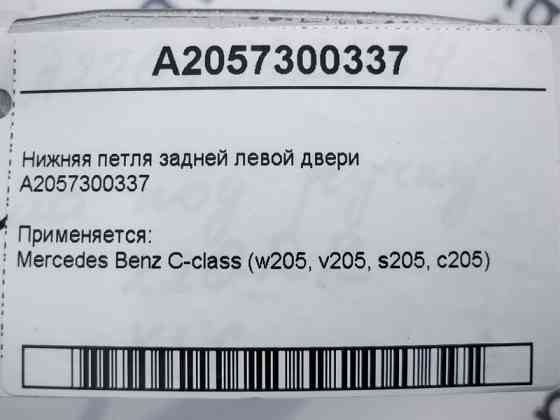 A2057300337
Нижняя петля задней левой двери
A2057300337
Применяется:
Mercedes Benz C-class (w205, v205, s205, c205)